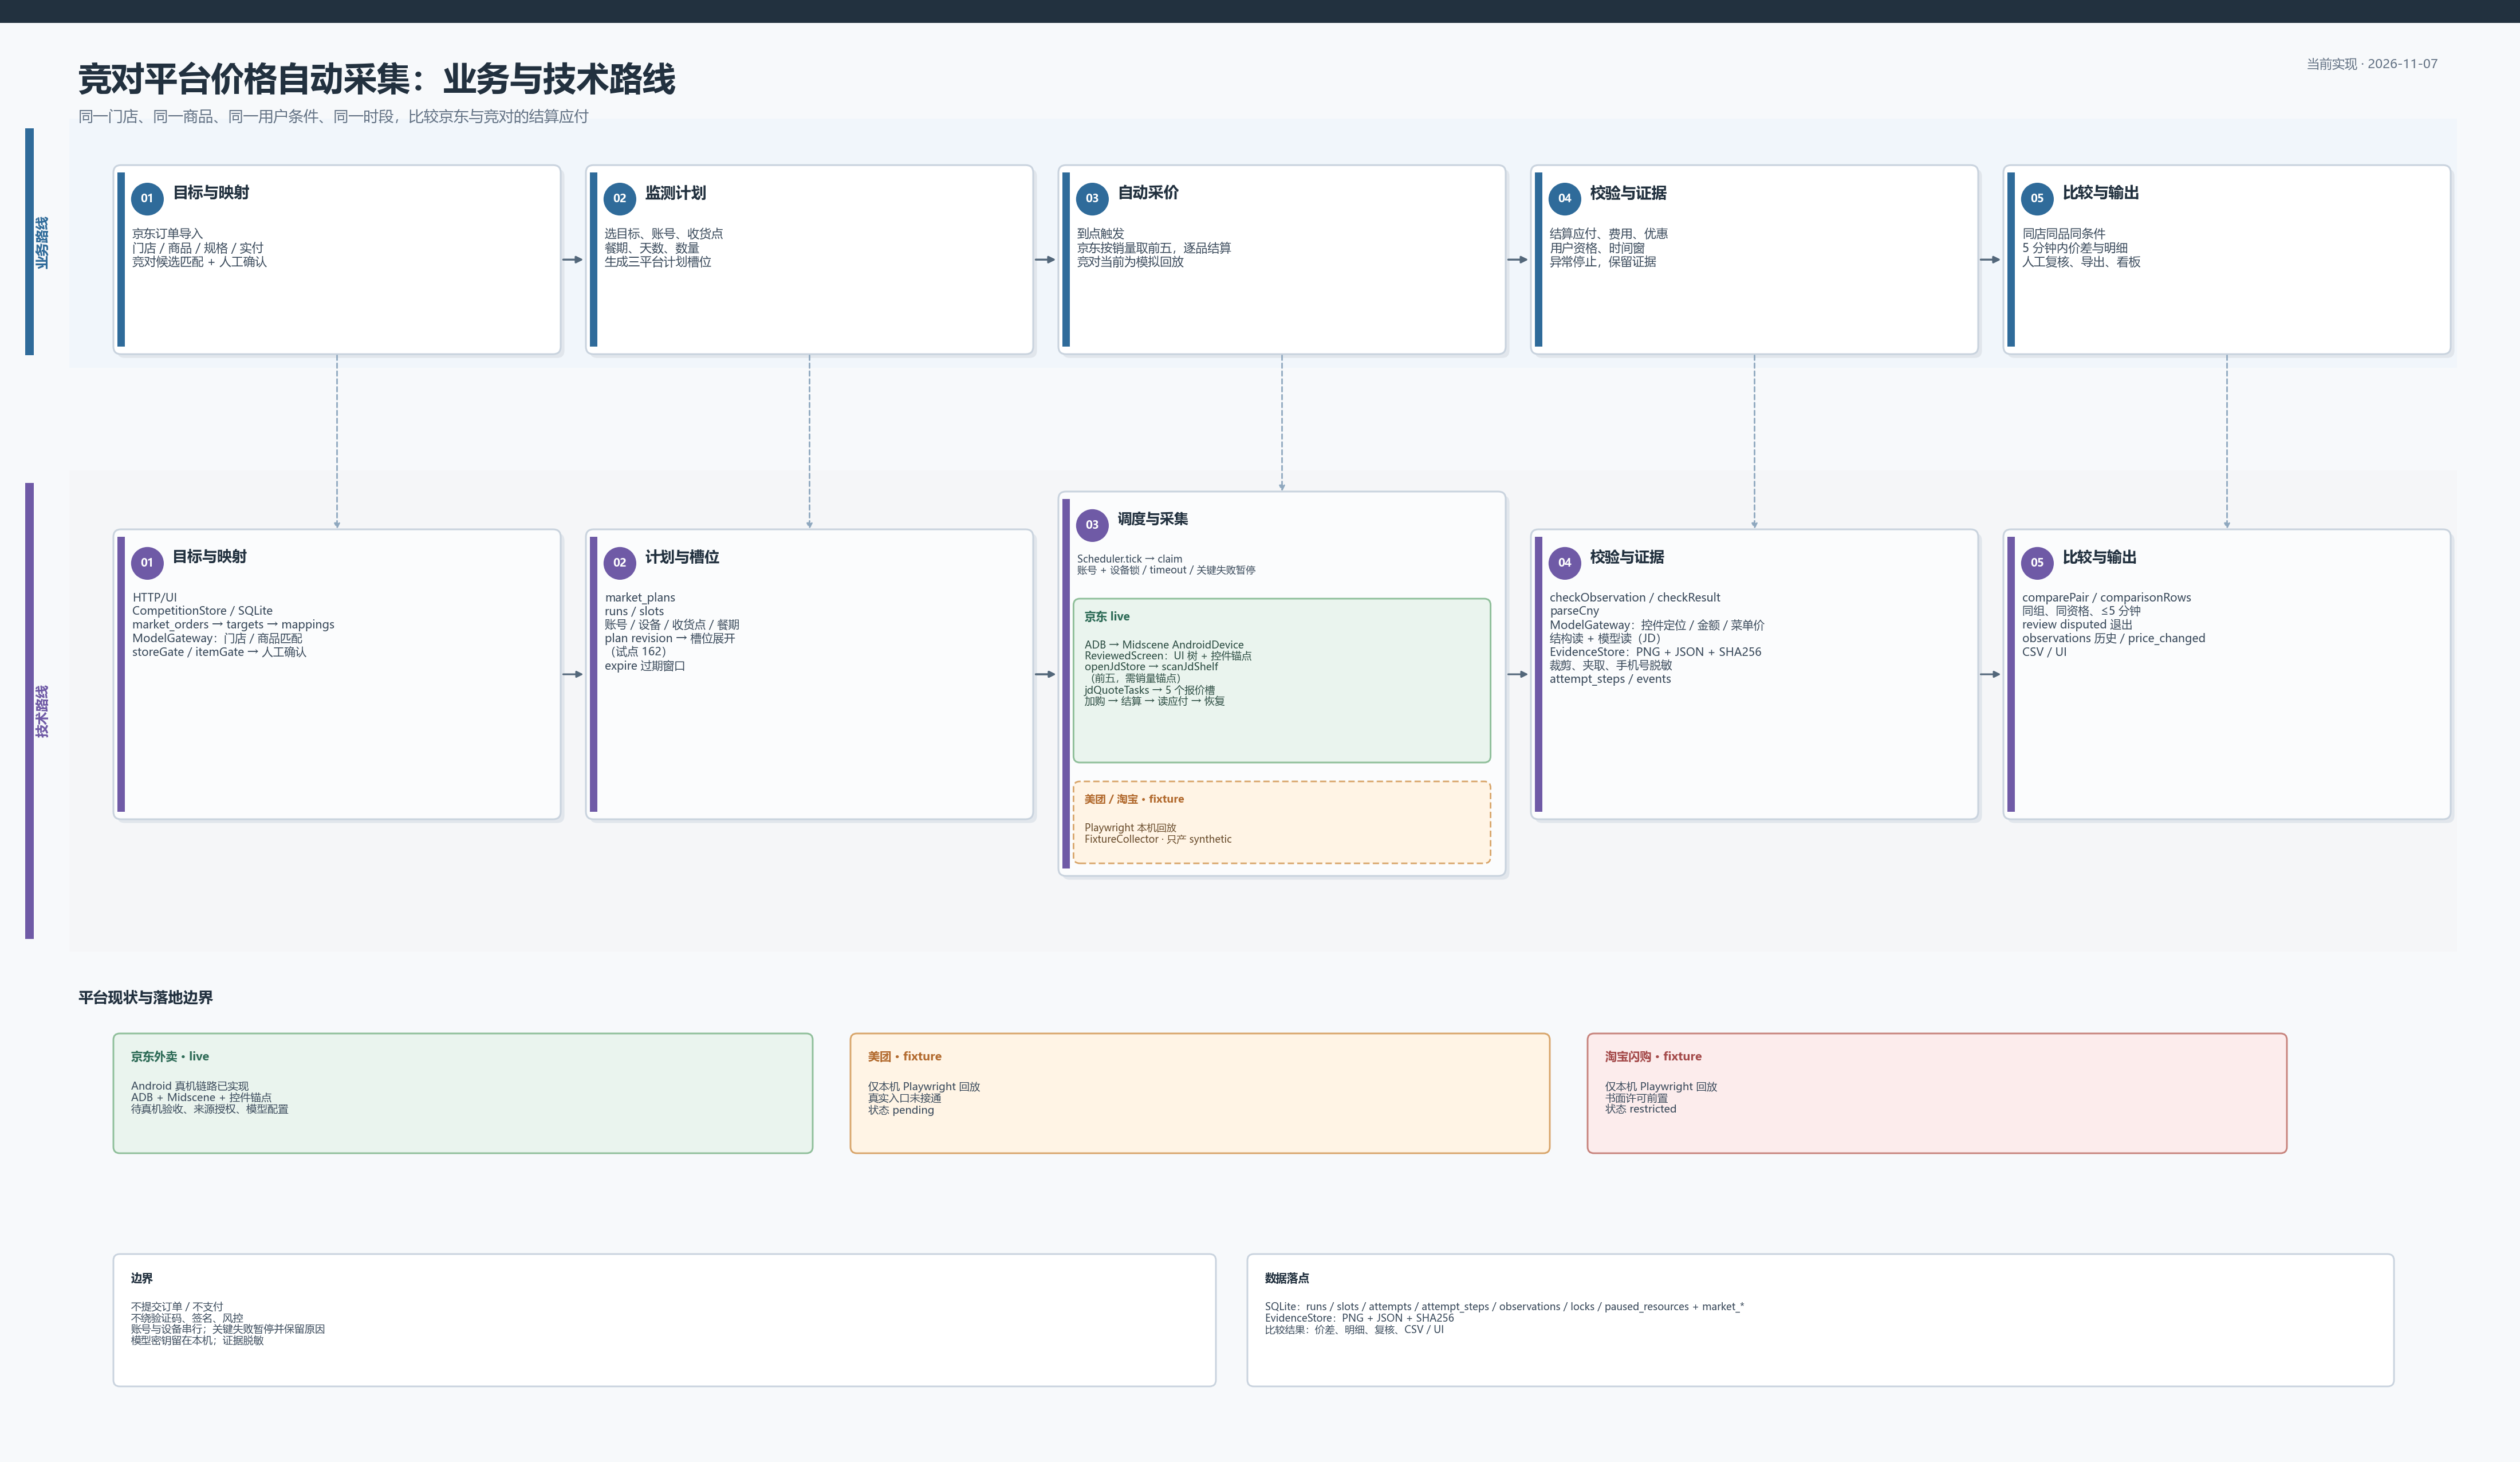 竞对平台价格自动采集：业务与技术路线
当前实现 · 2026-11-07
同一门店、同一商品、同一用户条件、同一时段，比较京东与竞对的结算应付
业务路线
01 目标与映射
京东订单导入
门店 / 商品 / 规格 / 实付
竞对候选匹配 + 人工确认
02 监测计划
选目标、账号、收货点
餐期、天数、数量
生成三平台计划槽位
03 自动采价
到点触发
京东按销量取前五，逐品结算
竞对当前为模拟回放
04 校验与证据
结算应付、费用、优惠
用户资格、时间窗
异常停止，保留证据
05 比较与输出
同店同品同条件
5 分钟内价差与明细
人工复核、导出、看板
技术路线
01 目标与映射
HTTP/UI
CompetitionStore / SQLite
market_orders → targets → mappings
ModelGateway：门店 / 商品匹配
storeGate / itemGate → 人工确认
02 计划与槽位
market_plans
runs / slots
账号 / 设备 / 收货点 / 餐期
plan revision → 槽位展开
（试点 162）
expire 过期窗口
03 调度与采集
Scheduler.tick → claim
账号 + 设备锁 / timeout / 关键失败暂停
京东 live
ADB → Midscene AndroidDevice
ReviewedScreen：UI 树 + 控件锚点
openJdStore → scanJdShelf
（前五，需销量锚点）
jdQuoteTasks → 5 个报价槽
加购 → 结算 → 读应付 → 恢复
美团 / 淘宝 • fixture
Playwright 本机回放
FixtureCollector · 只产 synthetic
04 校验与证据
checkObservation / checkResult
parseCny
ModelGateway：控件定位 / 金额 / 菜单价
结构读 + 模型读（JD）
EvidenceStore：PNG + JSON + SHA256
裁剪、夹取、手机号脱敏
attempt_steps / events
05 比较与输出
comparePair / comparisonRows
同组、同资格、≤5 分钟
review disputed 退出
observations 历史 / price_changed
CSV / UI
平台现状与落地边界
京东外卖 • live
Android 真机链路已实现
ADB + Midscene + 控件锚点
待真机验收、来源授权、模型配置
美团 • fixture
仅本机 Playwright 回放
真实入口未接通
状态 pending
淘宝闪购 • fixture
仅本机 Playwright 回放
书面许可前置
状态 restricted
边界
不提交订单 / 不支付
不绕验证码、签名、风控
账号与设备串行；关键失败暂停并保留原因
模型密钥留在本机；证据脱敏
数据落点
SQLite：runs / slots / attempts / attempt_steps / observations / locks / paused_resources + market_*
EvidenceStore：PNG + JSON + SHA256
比较结果：价差、明细、复核、CSV / UI